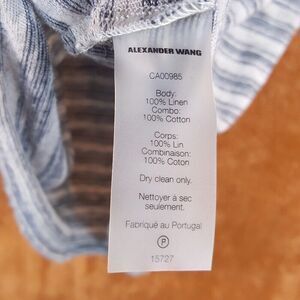 ALEXANDER WANG
CA00985
Body:
100% Linen
Combo:
100% Cotton
Corps:
100% Lin
Combinaison:
100% Coton
Dry clean only.
Nettoyer à sec
seulement.
Fabriqué au Portugal
P
15727